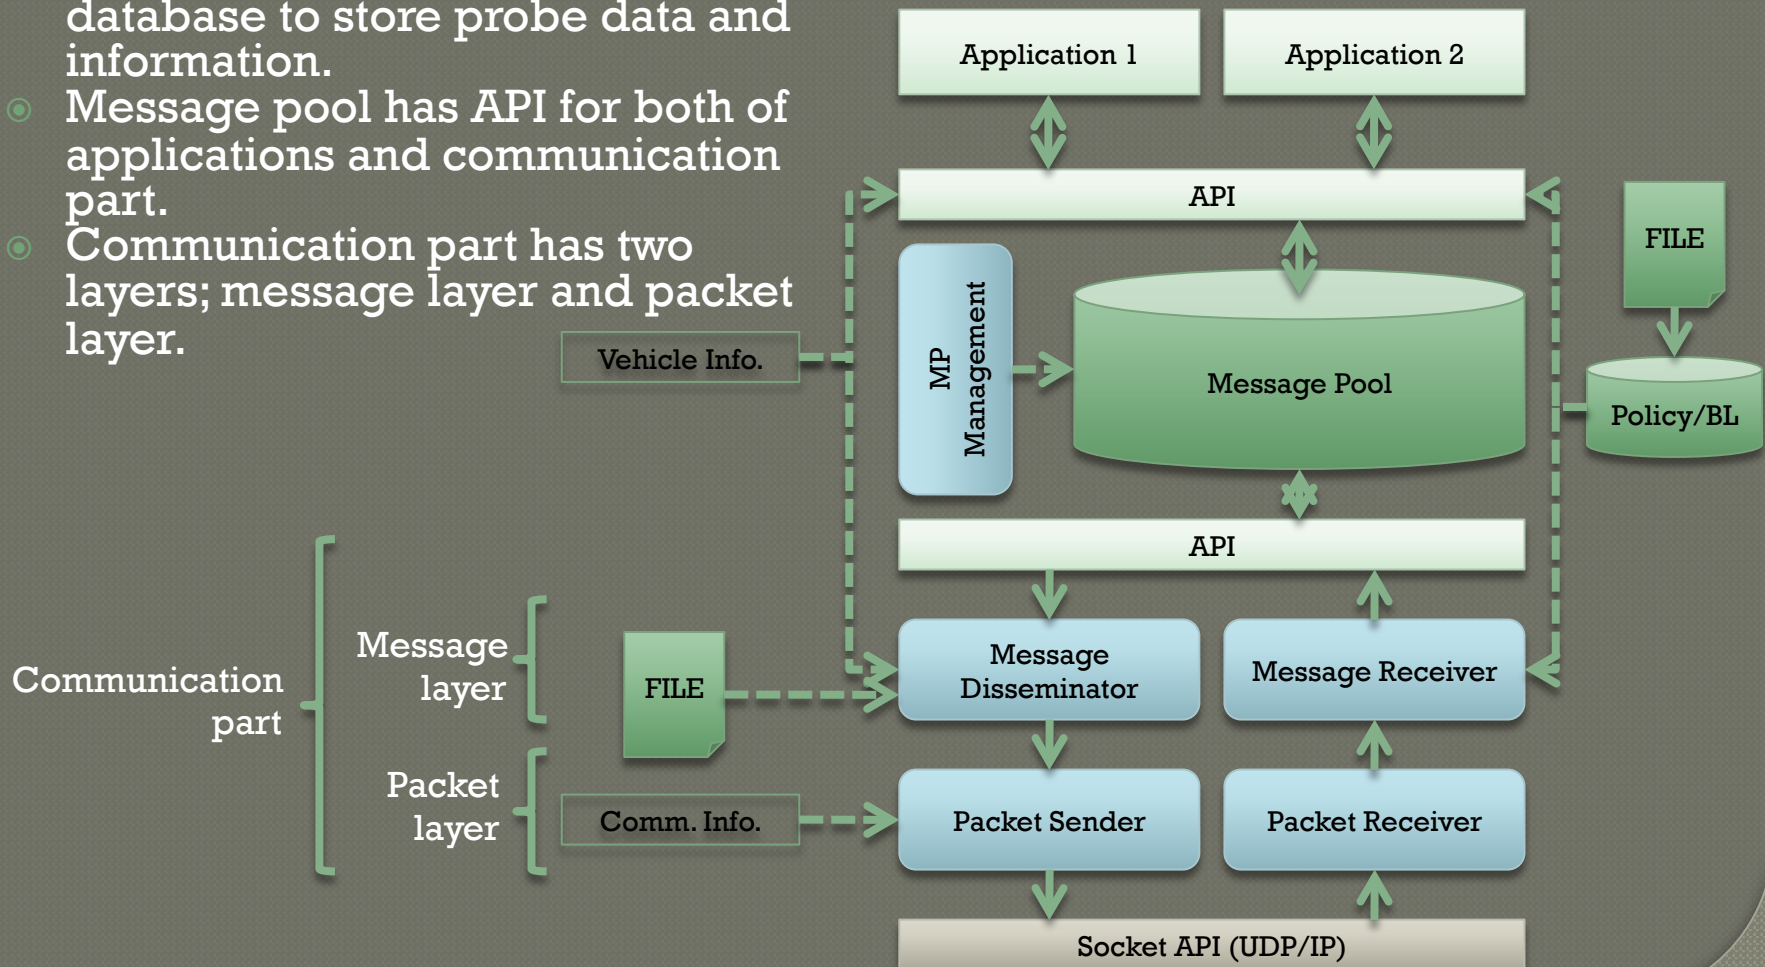 database to store probe data and
information.
Message pool has API for both of
applications and communication
part.
Communication part has two
layers; message layer and packet
layer.
Application 1
Application 2
API
FILE
MP
Management
Message Pool
Vehicle Info.
Policy/BL
API
Communication
part
Message
layer
FILE
Message
Disseminator
Message Receiver
Packet
layer
Comm. Info.
Packet Sender
Packet Receiver
Socket API (UDP/IP)